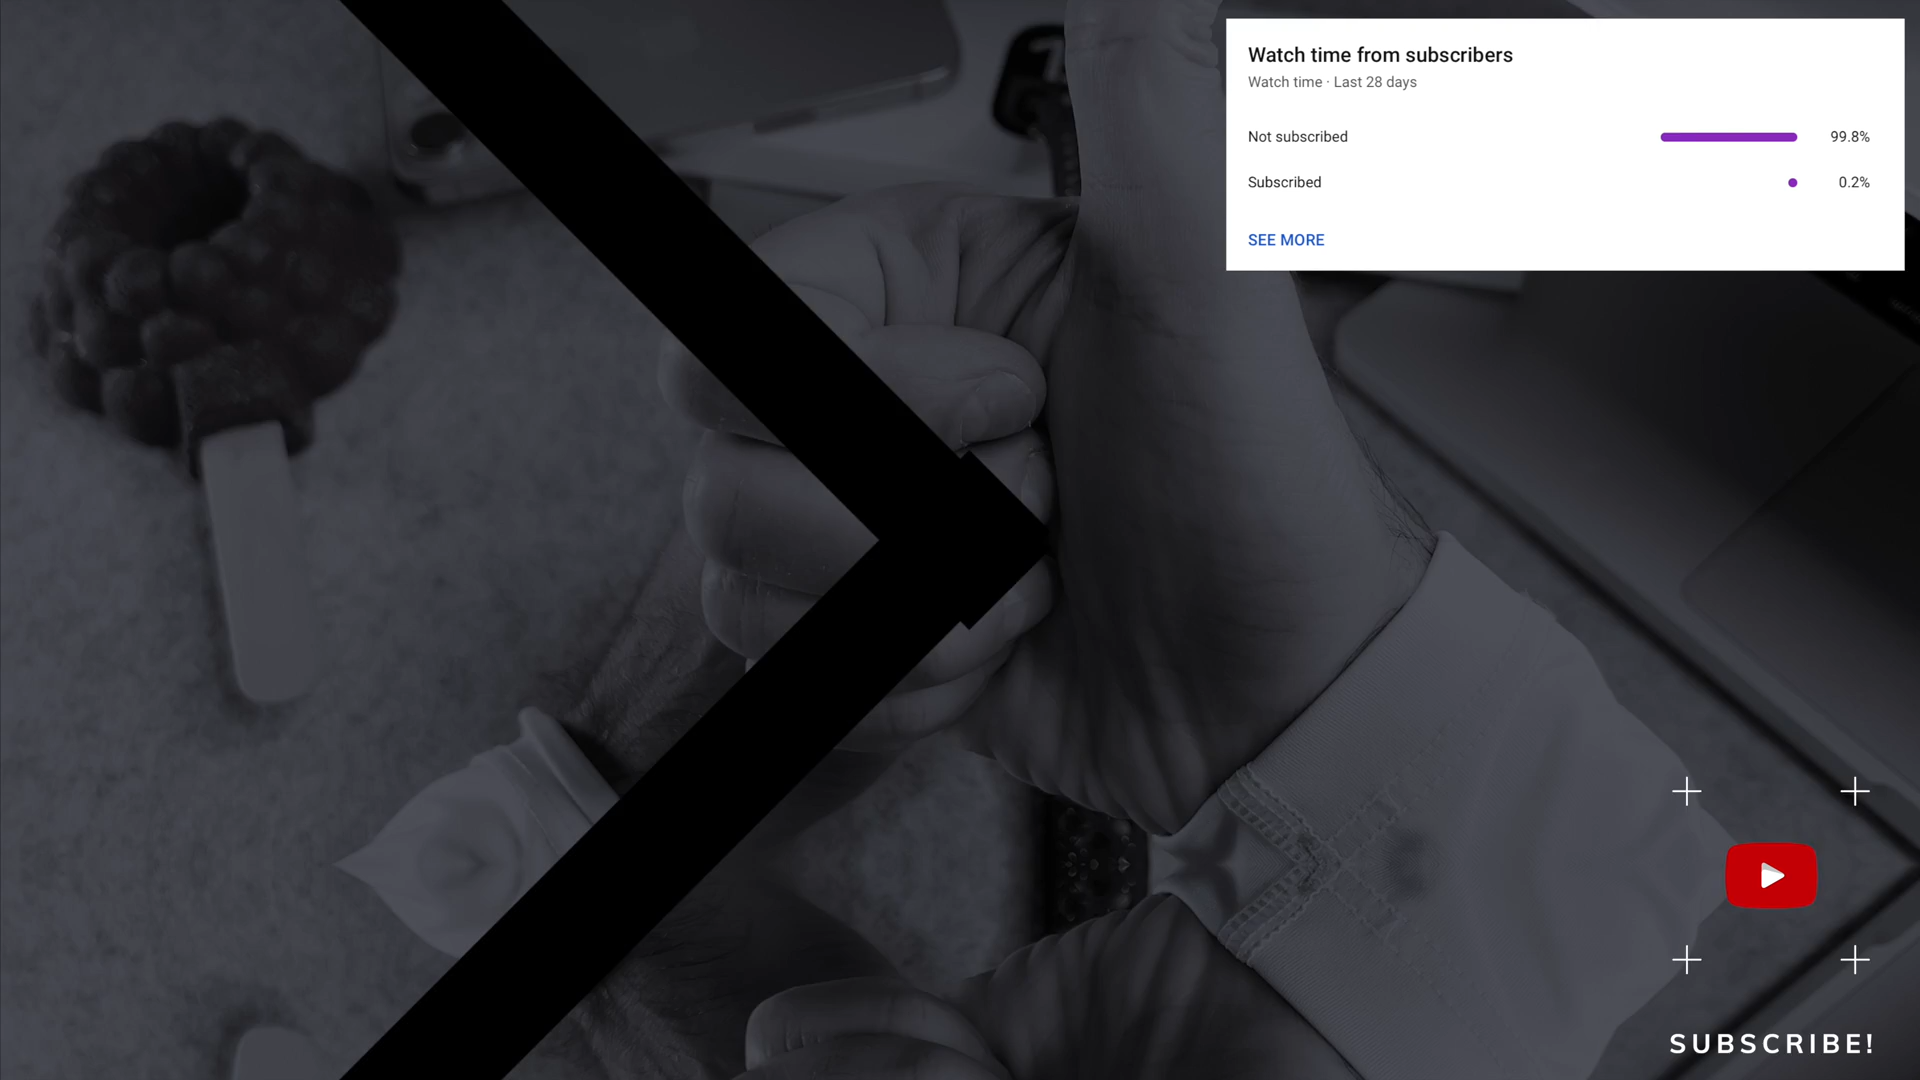 Watch time from subscribers
Watch time · Last 28 days
Not subscribed 99.8%
Subscribed 0.2%
SEE MORE
SUBSCRIBE!